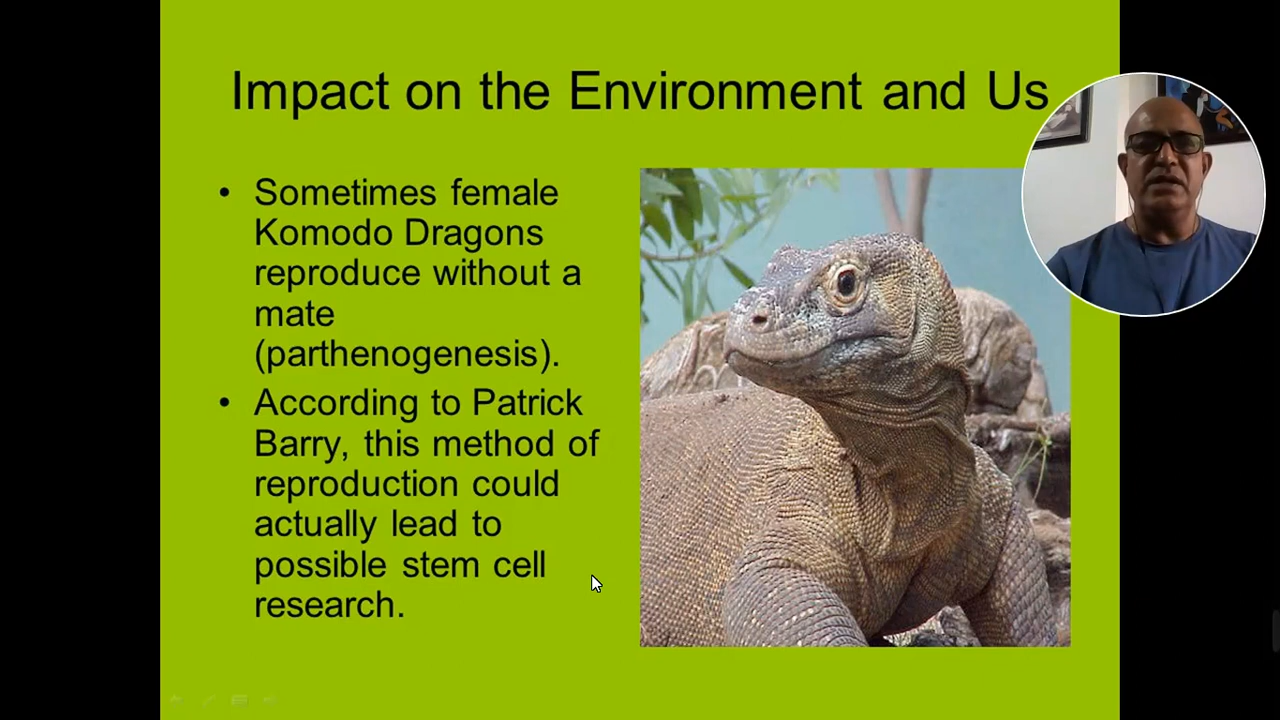 Impact on the Environment and Us
• Sometimes female
Komodo Dragons
reproduce without a
mate
(parthenogenesis).
• According to Patrick
Barry, this method of
reproduction could
actually lead to
possible stem cell
research.